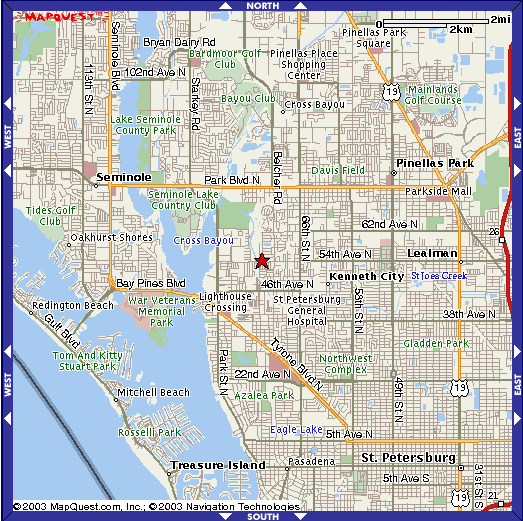 NORTH
MAPQUEST
0
2mi
2km
Bryan Dairy Rd
Bardmoor Golf
Club
Pinellas Place
Shopping
Center
Pinellas Park
Square
Seminole Blvd
113th St N
102nd Ave N
Starkey Rd
Bayou Club
Cross Bayou
19
Mainlands
Golf Course
Lake Seminole
County Park
WEST
EAST
Belcher Rd
Davis Field
Pinellas Park
Seminole
Park Blvd N
Parkside Mall
Seminole Lake
Country Club
Tides Golf
Club
66th St N
62nd Ave N
26
Oakhurst Shores
Cross Bayou
54th Ave N
Lealman
Bay Pines Blvd
46th Ave N
Kenneth City
St Joes Creek
Redington Beach
War Veterans
Memorial
Park
Lighthouse
Crossing
St Petersburg
General
Hospital
58th St N
38th Ave N
Gulf Blvd
Tom And Kitty
Stuart Park
Tyrone Blvd N
Gladden Park
Northwest
Complex
WEST
EAST
Park St N
22nd Ave N
49th St N
19
Mitchell Beach
Azalea Park
Rossell Park
Eagle Lake
5th Ave N
Treasure Island
Pasadena
St. Petersburg
5th Ave S
31st St S
19
21
©2003 MapQuest.com, Inc.; ©2003 Navigation Technologies
SOUTH